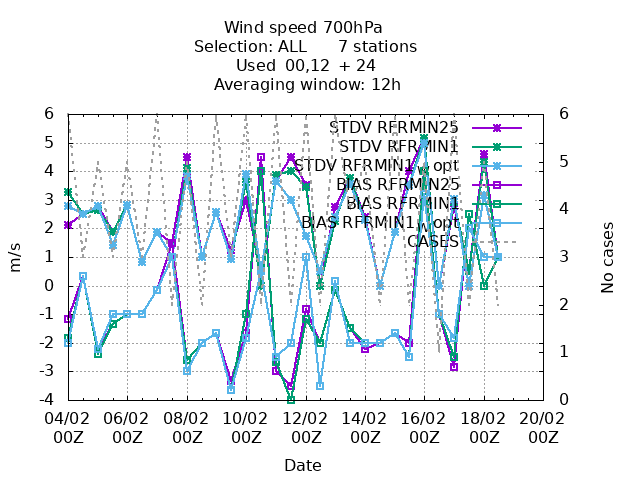 Wind speed 700hPa
Selection: ALL 7 stations
Used 00,12 + 24
Averaging window: 12h
STDV RFRMIN25
STDV RFRMIN1
STDV RFRMIN1 opt
BIAS RFRMIN25
BIAS RFRMIN1
BIAS RFRMIN1 opt
CASES
m/s
No cases
6
5
4
3
2
1
0
-1
-2
-3
-4
6
5
4
3
2
1
0
04/02 06/02 08/02 10/02 12/02 14/02 16/02 18/02 20/02
00Z 00Z 00Z 00Z 00Z 00Z 00Z 00Z 00Z
Date